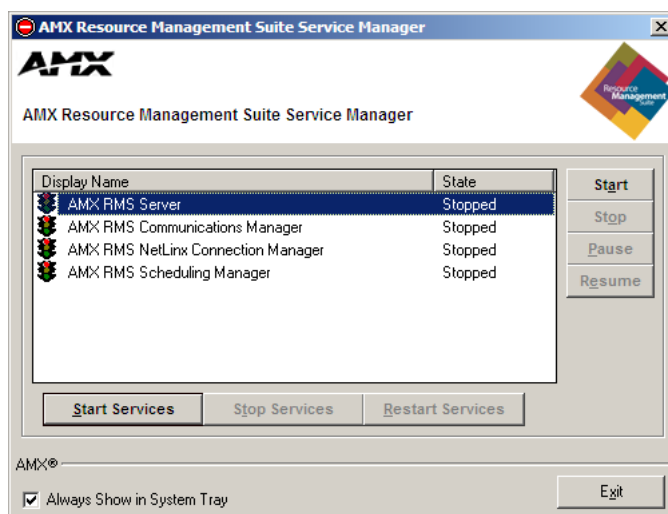 AMX Resource Management Suite Service Manager
AMX
Resource
Management
Suite
AMX Resource Management Suite Service Manager
Display Name State
AMX RMS Server Stopped
AMX RMS Communications Manager Stopped
AMX RMS NetLinx Connection Manager Stopped
AMX RMS Scheduling Manager Stopped
Start
Stop
Pause
Resume
Start Services Stop Services Restart Services
AMX®
Always Show in System Tray
Exit